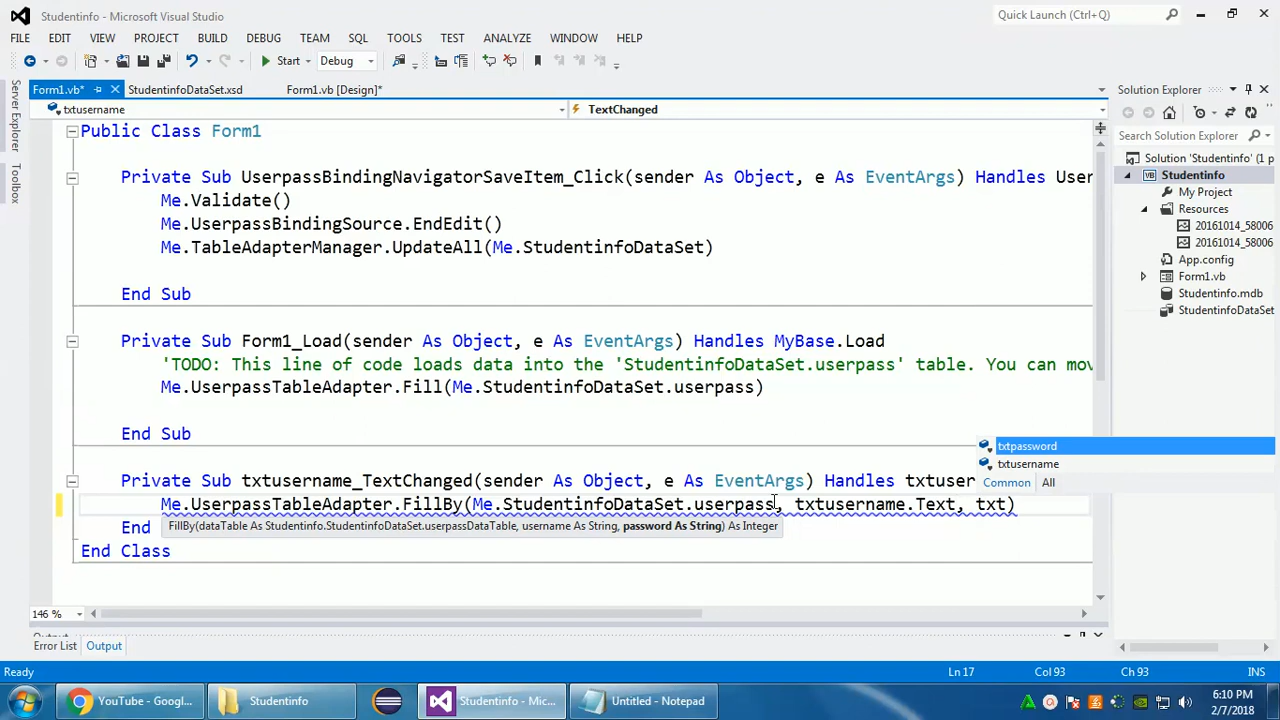 Studentinfo - Microsoft Visual Studio
Quick Launch (Ctrl+Q)
FILE EDIT VIEW PROJECT BUILD DEBUG TEAM SQL TOOLS TEST ANALYZE WINDOW HELP
Start Debug
Server Explorer
Toolbox
Form1.vb* StudentinfoDataSet.xsd Form1.vb [Design]*
txtusername TextChanged
Public Class Form1
Private Sub UserpassBindingNavigatorSaveItem_Click(sender As Object, e As EventArgs) Handles User
Me.Validate()
Me.UserpassBindingSource.EndEdit()
Me.TableAdapterManager.UpdateAll(Me.StudentinfoDataSet)
End Sub
Private Sub Form1_Load(sender As Object, e As EventArgs) Handles MyBase.Load
'TODO: This line of code loads data into the 'StudentinfoDataSet.userpass' table. You can mov
Me.UserpassTableAdapter.Fill(Me.StudentinfoDataSet.userpass)
End Sub
Private Sub txtusername_TextChanged(sender As Object, e As EventArgs) Handles txtuse
Me.UserpassTableAdapter.FillBy(Me.StudentinfoDataSet.userpass, txtusername.Text, txt)
FillBy(dataTable As Studentinfo.StudentinfoDataSet.userpassDataTable, username As String, password As String) As Integer
End
End Class
txtpassword
txtusername
Common All
146 %
Output
Error List Output
Solution Explorer
Search Solution Explorer
Solution 'Studentinfo' (1 p
Studentinfo
My Project
Resources
20161014_58006
20161014_58006
App.config
Form1.vb
Studentinfo.mdb
StudentinfoDataSet
Ready Ln 17 Col 93 Ch 93 INS
YouTube - Googl... Studentinfo Studentinfo - Mic... Untitled - Notepad
6:10 PM
2/7/2018